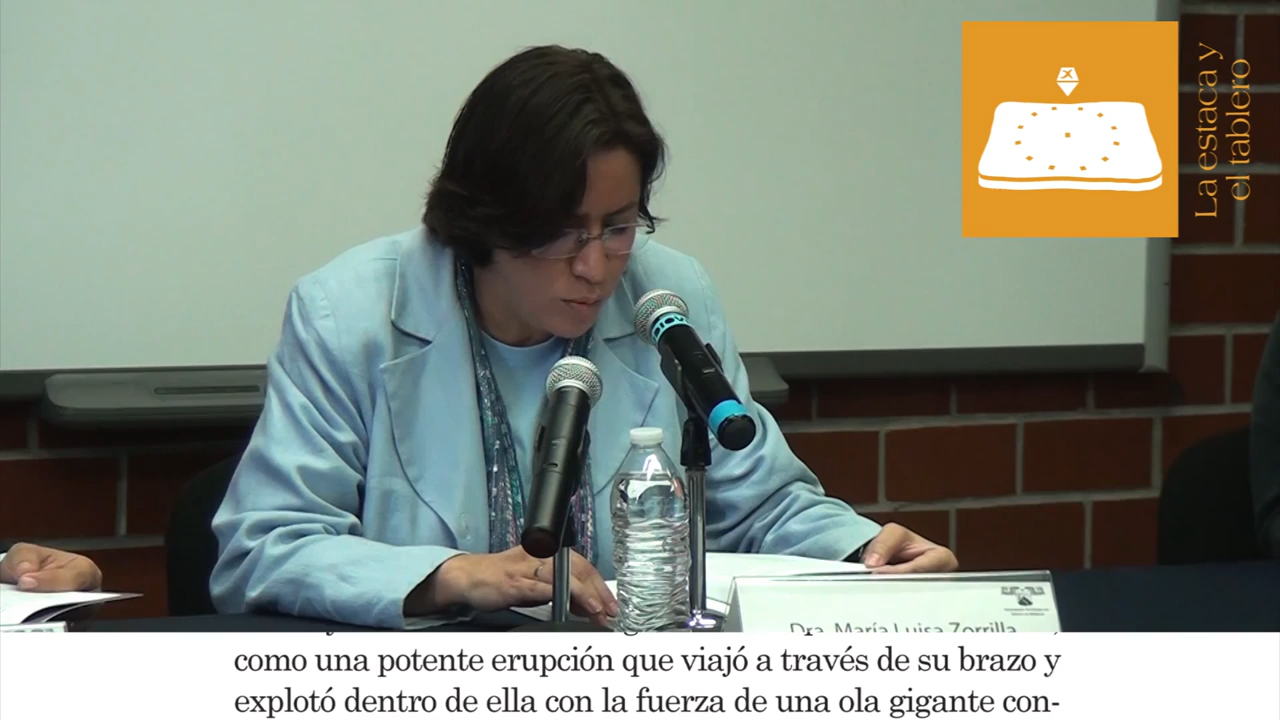 La estaca y
el tablero
Dra. María Luisa Zorrilla
como una potente erupción que viajó a través de su brazo y
explotó dentro de ella con la fuerza de una ola gigante con-